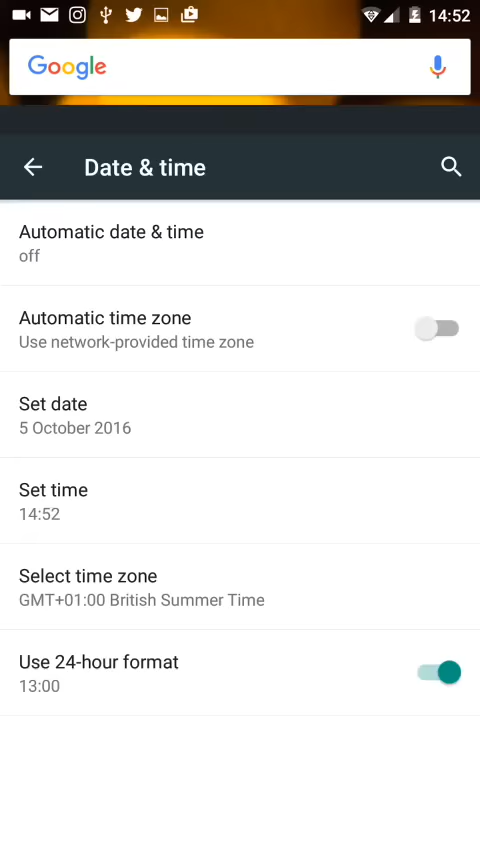 14:52
Google
Date & time
Automatic date & time
off
Automatic time zone
Use network-provided time zone
Set date
5 October 2016
Set time
14:52
Select time zone
GMT+01:00 British Summer Time
Use 24-hour format
13:00